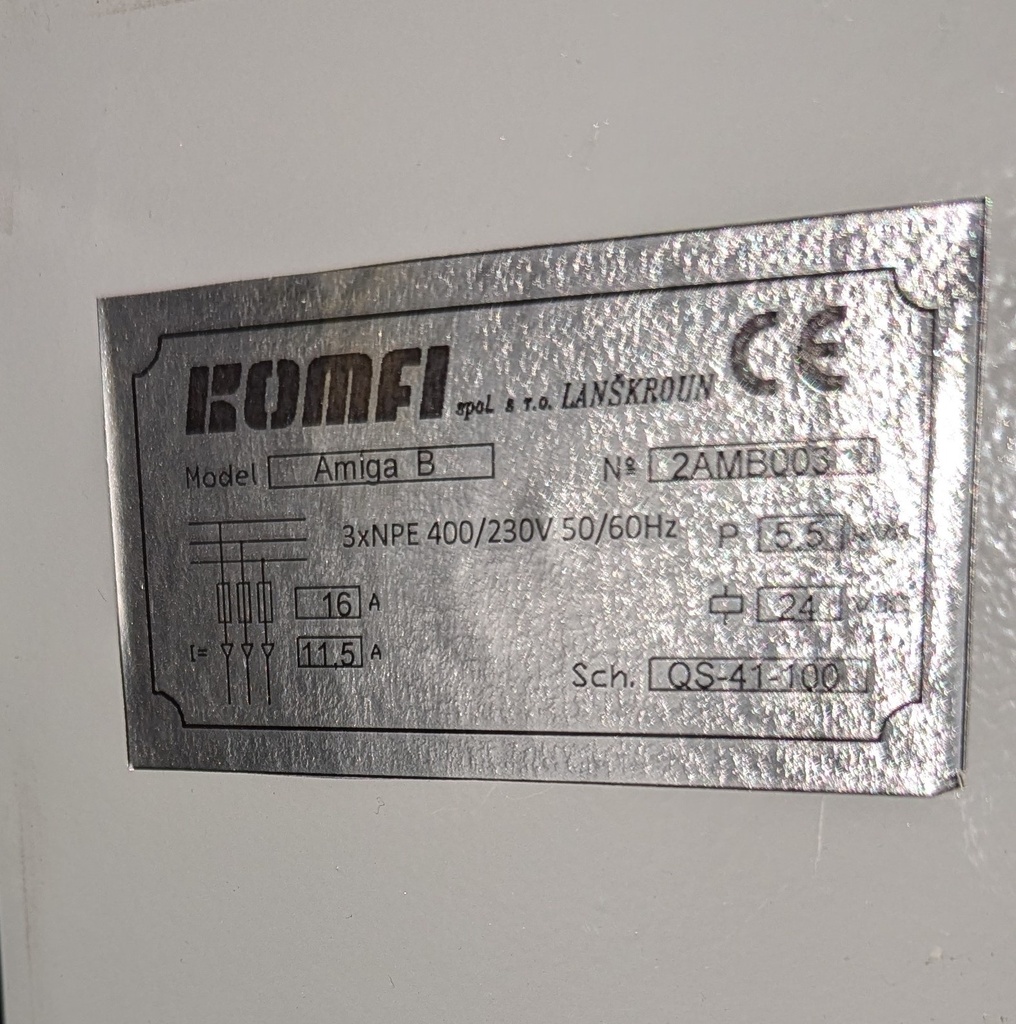 KOMFI spol. s r.o. LANŠKROUN CE
Model Amiga B Nº 2AMB003
3xNPE 400/230V 50/60Hz P 5.5
16 A 24 VDC
I= 11,5 A
Sch. QS-41-100